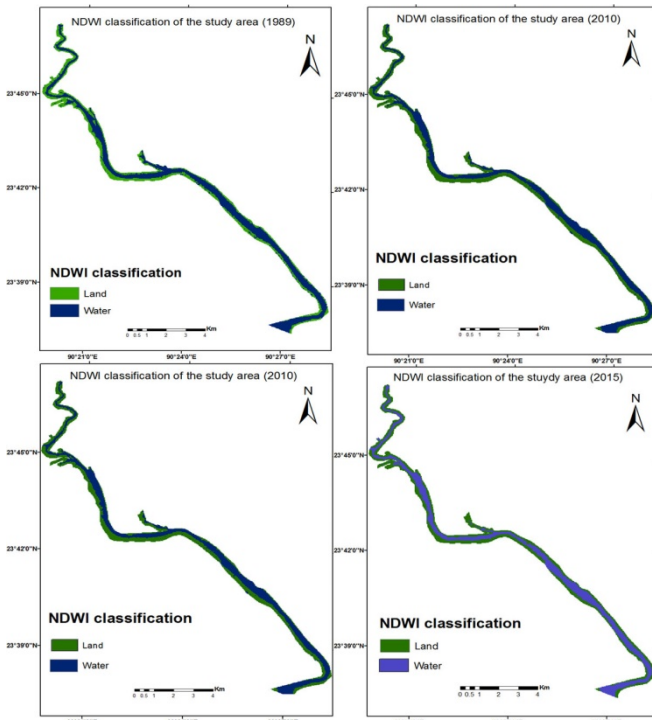 NDWI classification of the study area (1989)
N
23°45'0"N
23°42'0"N
23°39'0"N
NDWI classification
Land
Water
0 0.5 1 2 3 4 Km
90°21'0"E 90°24'0"E 90°27'0"E
NDWI classification of the study area (2010)
N
23°45'0"N
23°42'0"N
23°39'0"N
NDWI classification
Land
Water
0 0.5 1 2 3 4 Km
90°21'0"E 90°24'0"E 90°27'0"E
NDWI classification of the study area (2010)
N
23°45'0"N
23°42'0"N
23°39'0"N
NDWI classification
Land
Water
0 0.5 1 2 3 4 Km
NDWI classification of the stuydy area (2015)
N
23°45'0"N
23°42'0"N
23°39'0"N
NDWI classification
Land
Water
0 0.5 1 2 3 4 Km